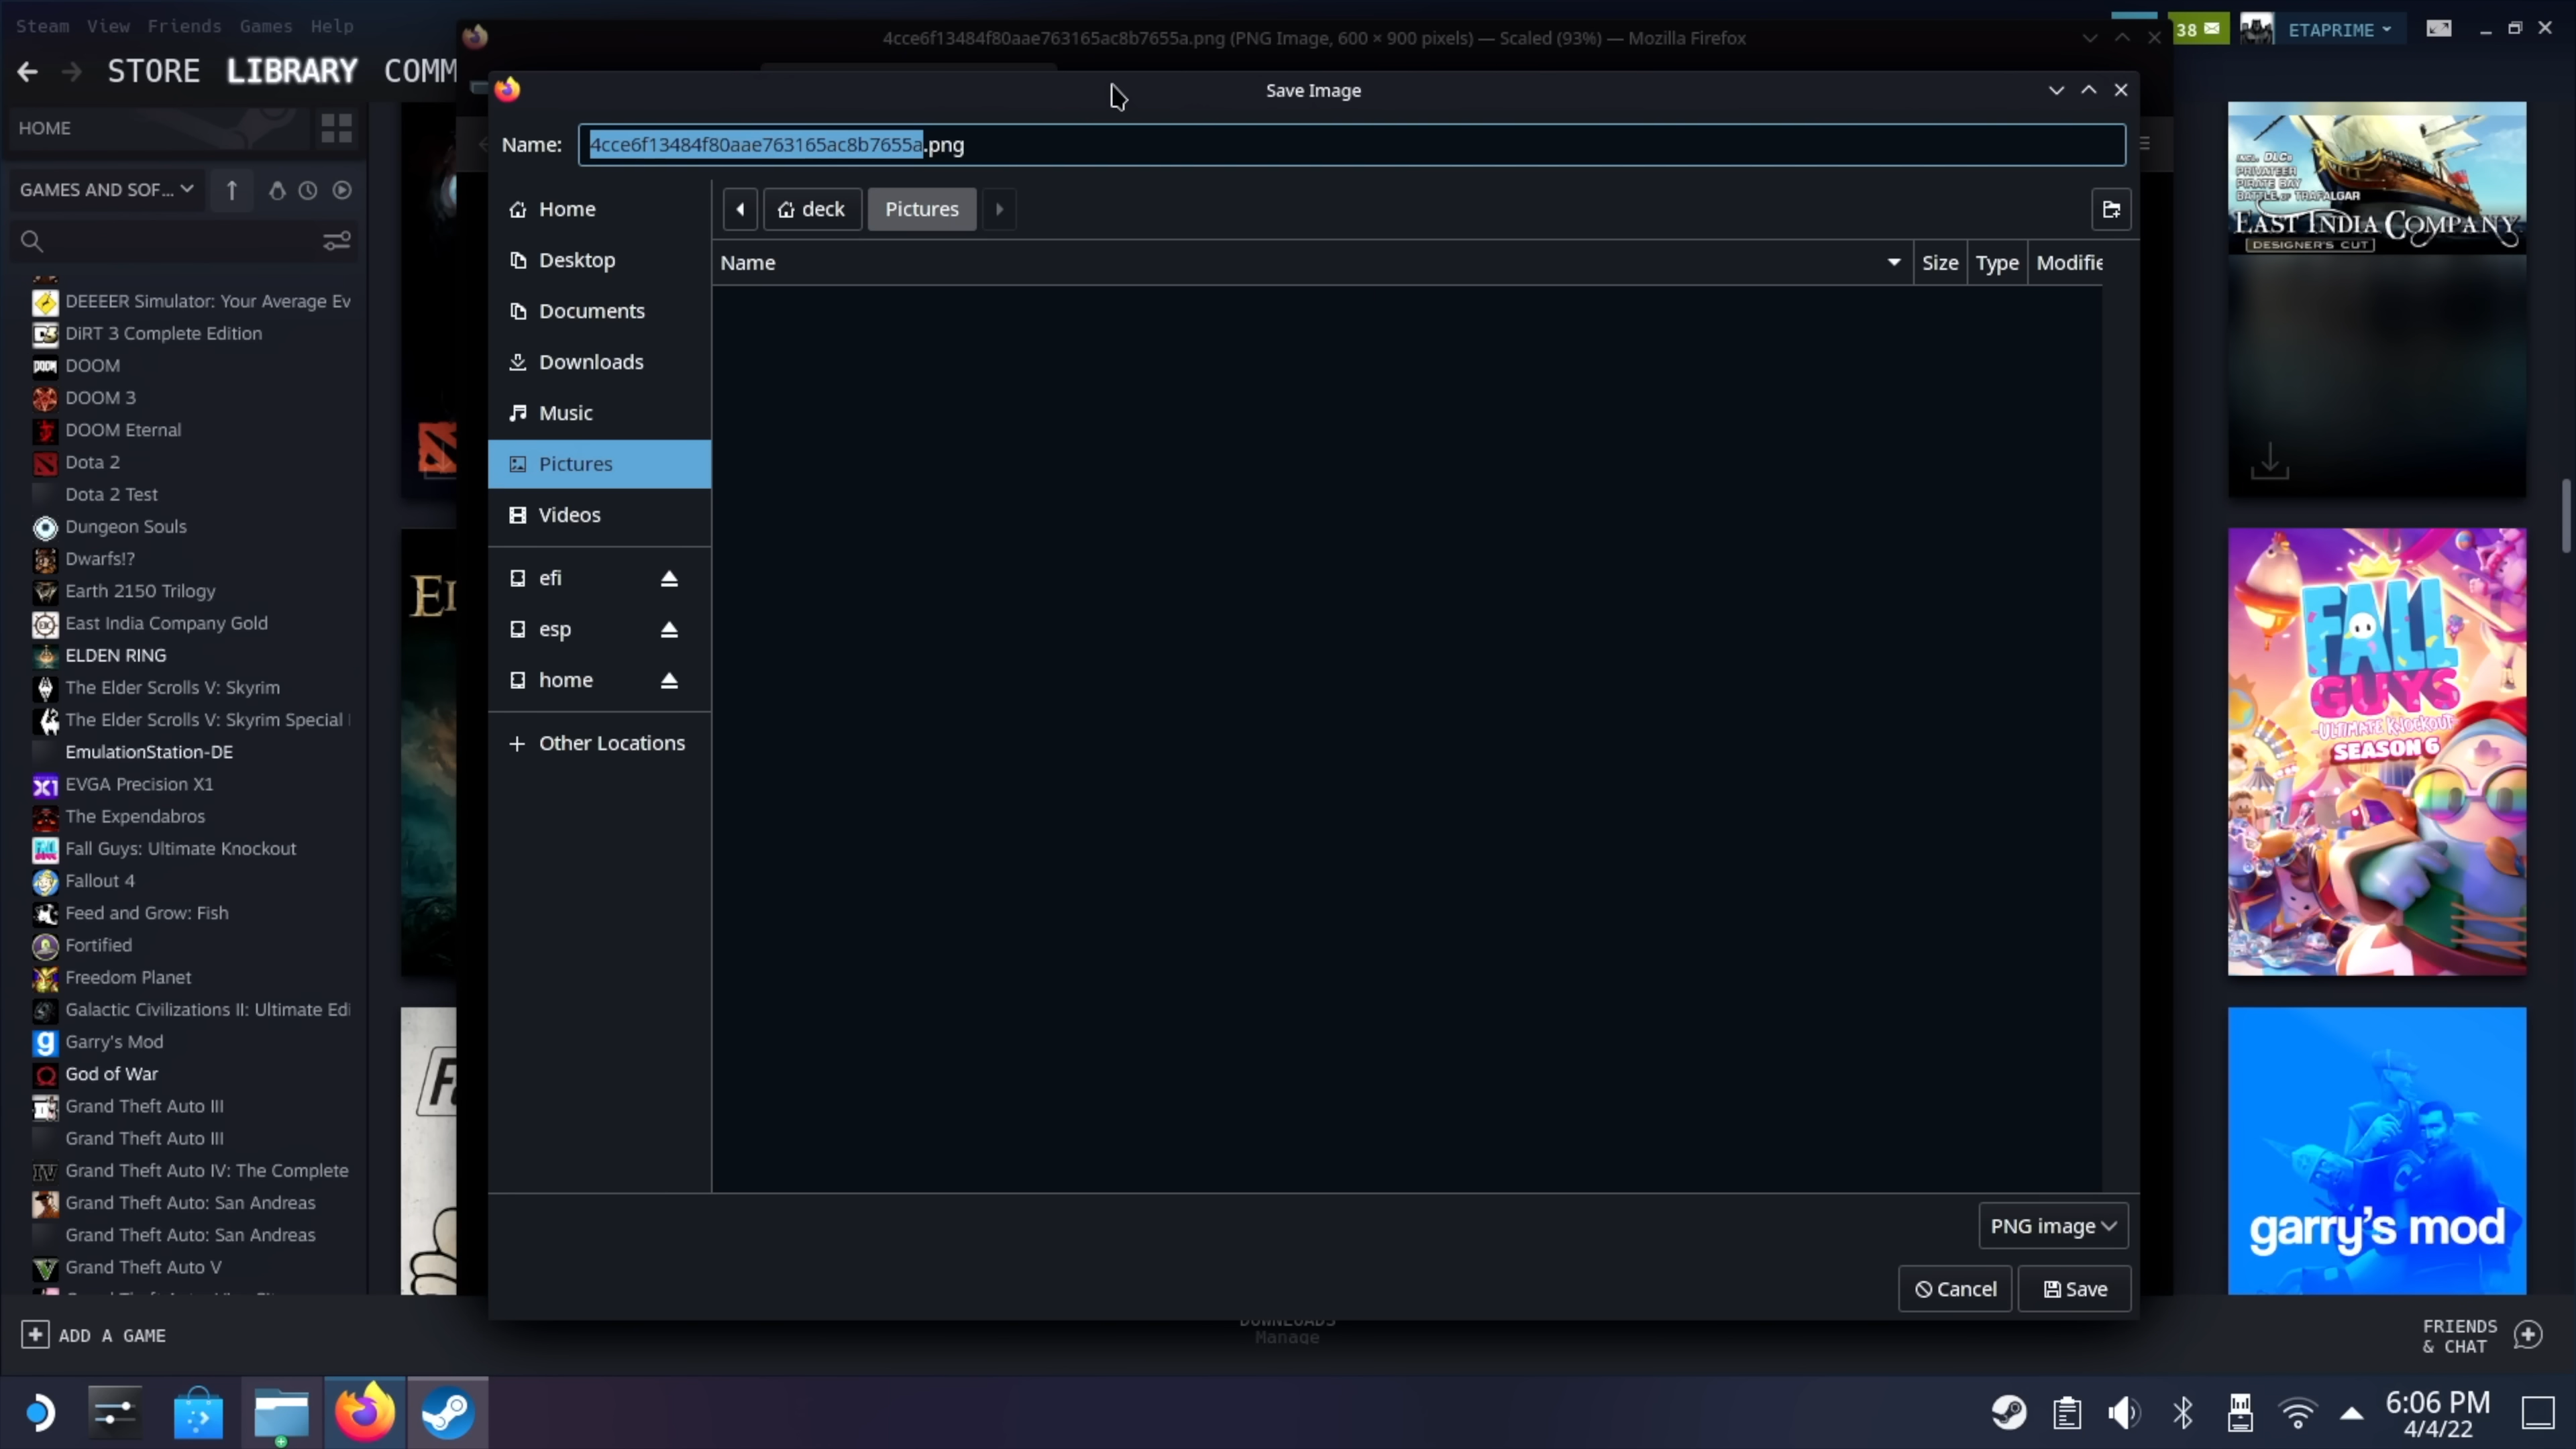 Steam View Friends Games Help
4cce6f13484f80aae763165ac8b7655a.png (PNG Image, 600 × 900 pixels) — Scaled (93%) — Mozilla Firefox
38
ETAPRIME
STORE LIBRARY COMM
Save Image
HOME
Name: 4cce6f13484f80aae763165ac8b7655a.png
GAMES AND SOF...
deck Pictures
Name Size Type Modifie
Home
Desktop
Documents
Downloads
Music
Pictures
Videos
efi
esp
home
Other Locations
DEEEER Simulator: Your Average Ev
DiRT 3 Complete Edition
DOOM
DOOM 3
DOOM Eternal
Dota 2
Dota 2 Test
Dungeon Souls
Dwarfs!?
Earth 2150 Trilogy
East India Company Gold
ELDEN RING
The Elder Scrolls V: Skyrim
The Elder Scrolls V: Skyrim Special
EmulationStation-DE
EVGA Precision X1
The Expendabros
Fall Guys: Ultimate Knockout
Fallout 4
Feed and Grow: Fish
Fortified
Freedom Planet
Galactic Civilizations II: Ultimate Edi
Garry's Mod
God of War
Grand Theft Auto III
Grand Theft Auto III
Grand Theft Auto IV: The Complete
Grand Theft Auto: San Andreas
Grand Theft Auto: San Andreas
Grand Theft Auto V
INCL. DLCs
PRIVATEER
PIRATE BAY
BATTLE OF TRAFALGAR
EAST INDIA COMPANY
DESIGNER'S CUT
FALL
GUYS
ULTIMATE KNOCKOUT
SEASON 6
garry's mod
PNG image
Cancel Save
ADD A GAME
DOWNLOADS
Manage
FRIENDS
& CHAT
6:06 PM
4/4/22